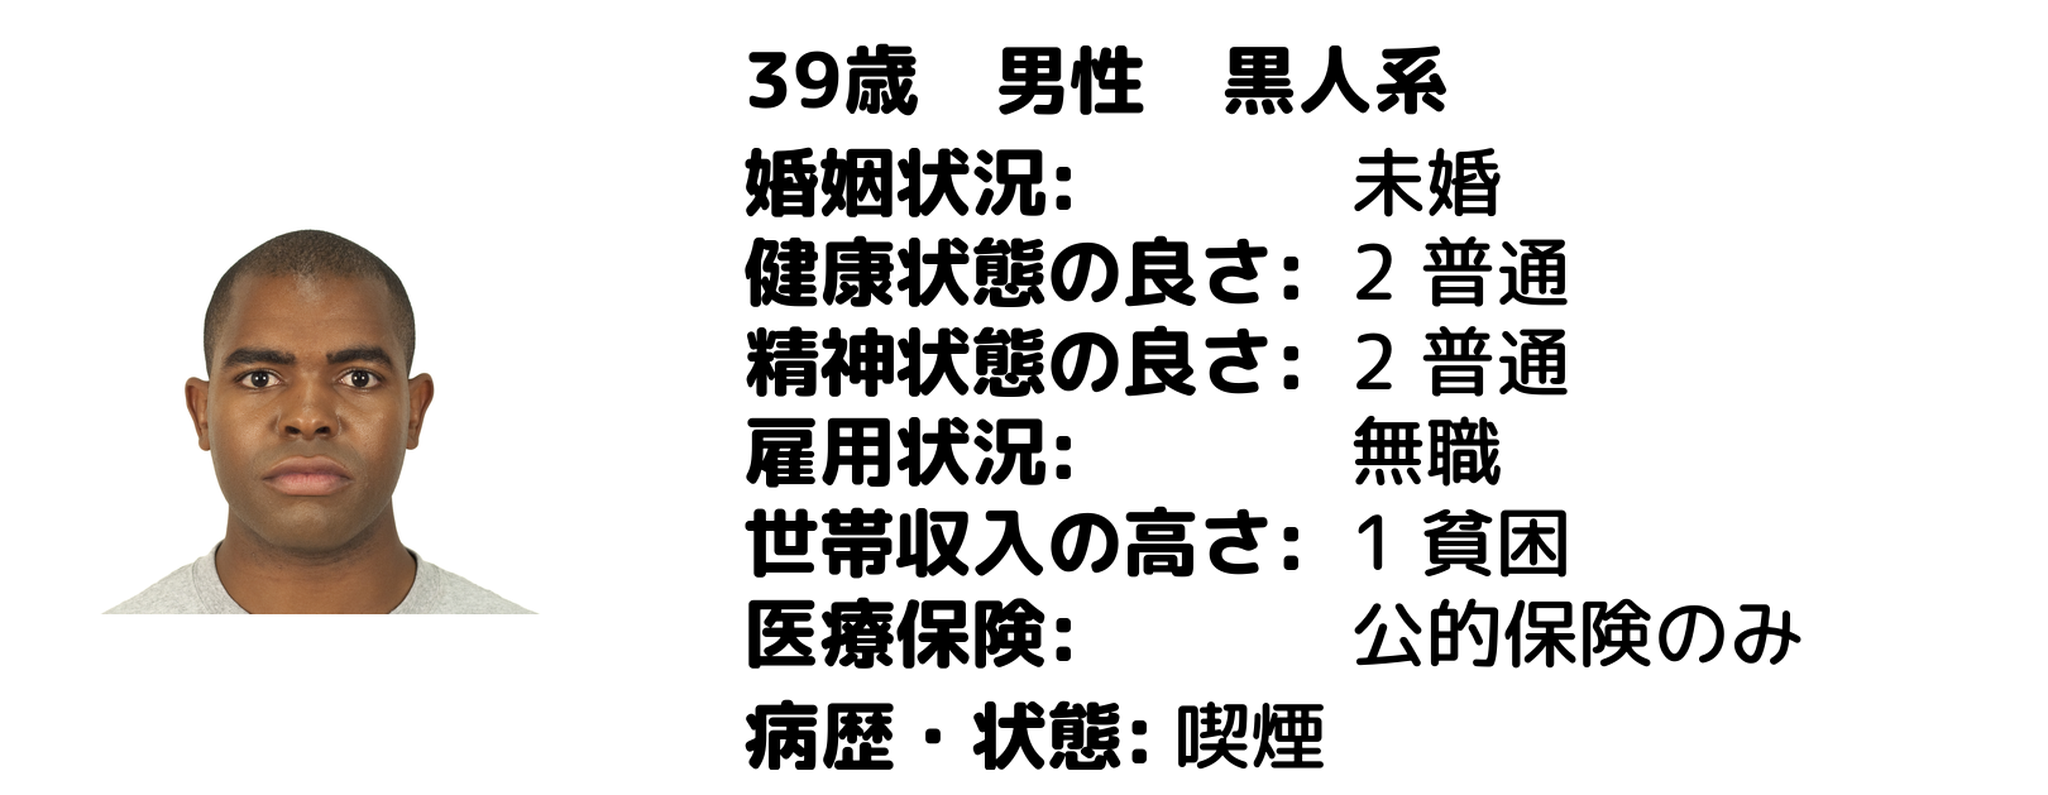 39歳　男性　黒人系
婚姻状況: 未婚
健康状態の良さ: 2 普通
精神状態の良さ: 2 普通
雇用状況: 無職
世帯収入の高さ: 1 貧困
医療保険: 公的保険のみ
病歴・状態: 喫煙